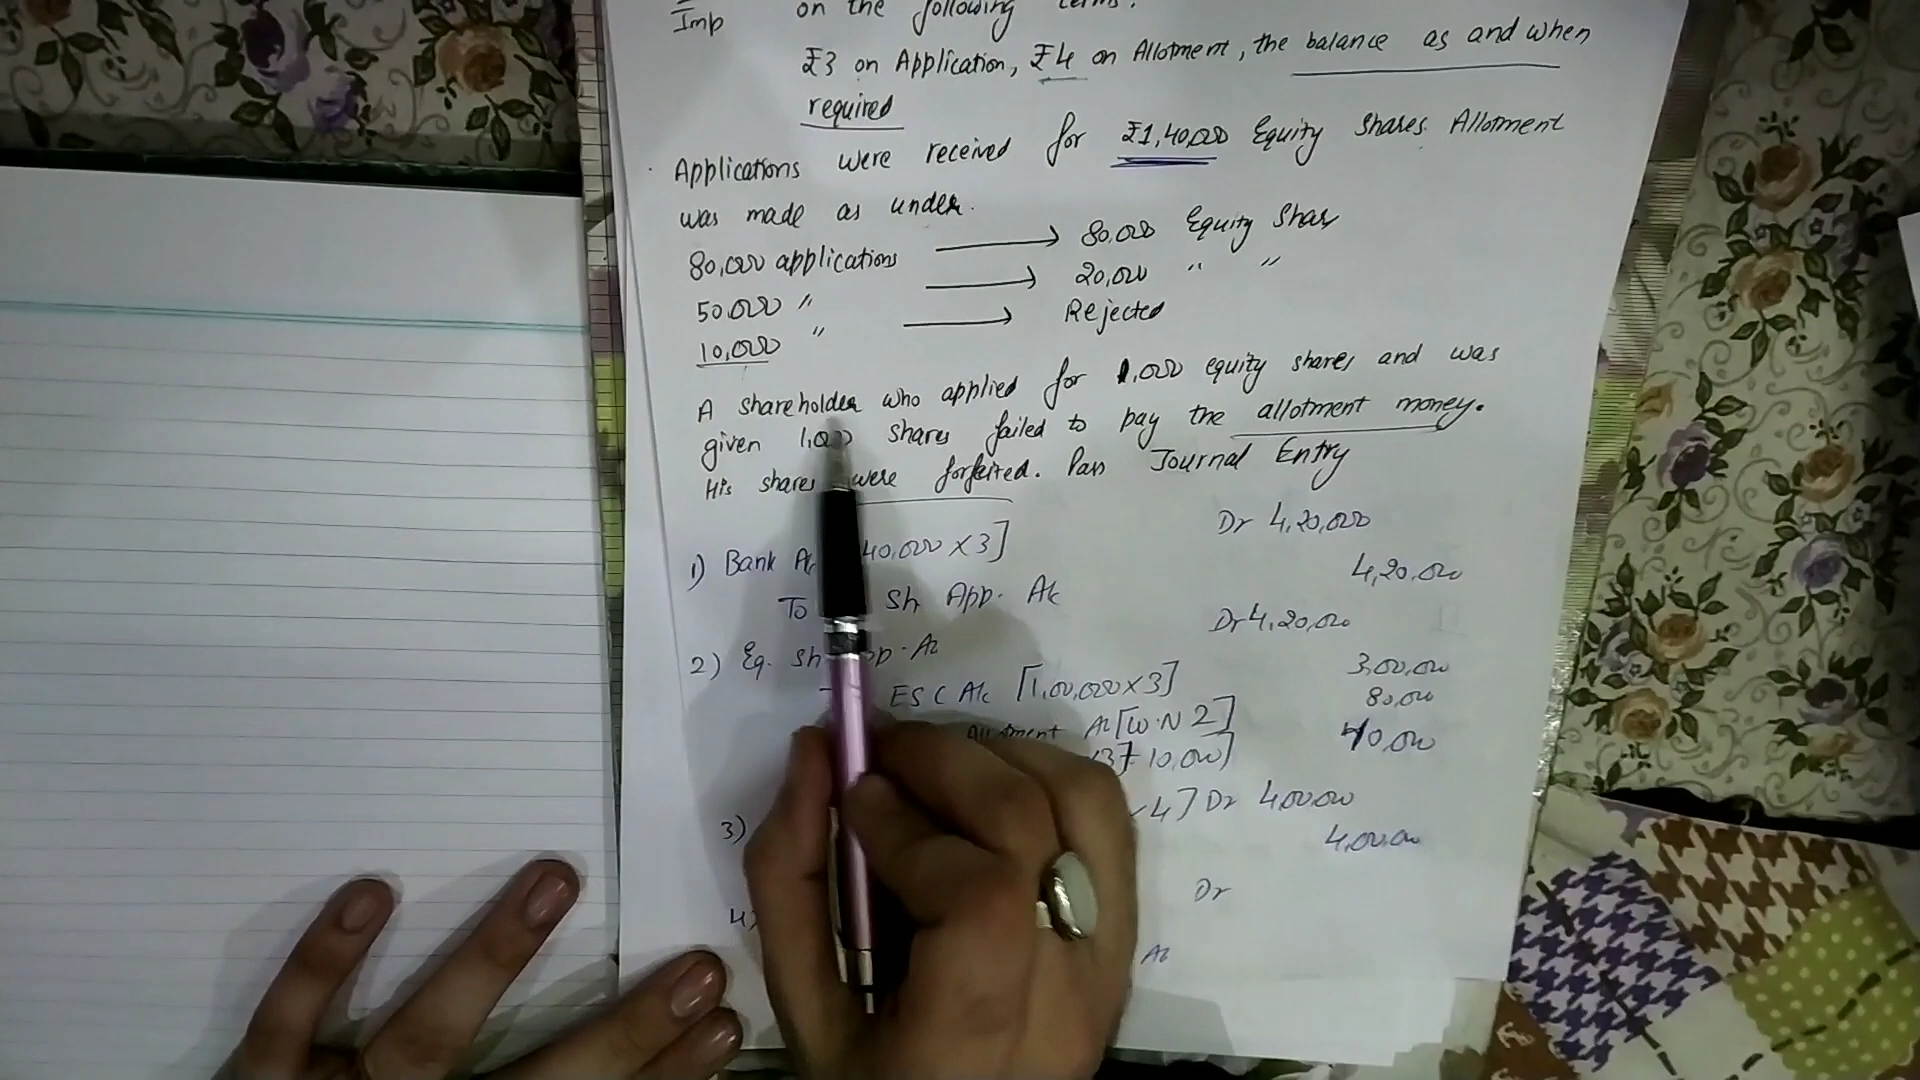 Imp on the following terms.
₹3 on Application, ₹4 on Allotment, the balance as and when
required
Applications were received for ₹1,40,000 Equity Shares. Allotment
was made as under.
80,000 applications → 80,000 Equity Shar
50,000 " → 20,000 " "
10,000 " → Rejected
A shareholder who applied for 1,000 equity shares and was
given 1,000 shares failed to pay the allotment money.
His shares were forfeited. Pass Journal Entry
1) Bank A/c 40,000 X 3] Dr 4,20,000
To Sh App. A/c 4,20,000
2) Eq. Sh pp. A/c Dr 4,20,000
ESC A/c [1,00,000 X 3] 3,00,000
Allotment A/c [W.N 2] 80,000
10,000] 40,000
3) 4] Dr 4,00,000
4,00,000
4) Dr
A/c